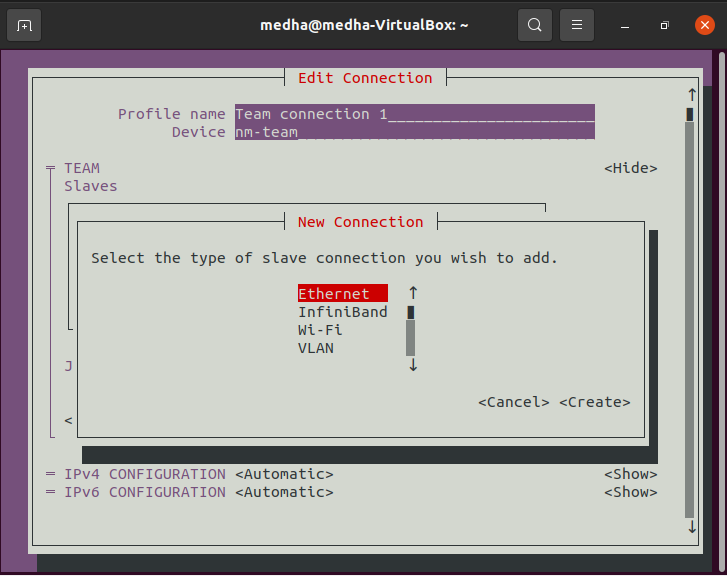 medha@medha-VirtualBox: ~
Edit Connection
Profile name Team connection 1
Device nm-team
TEAM <Hide>
Slaves
New Connection
Select the type of slave connection you wish to add.
Ethernet
InfiniBand
Wi-Fi
VLAN
J
<Cancel> <Create>
<
IPv4 CONFIGURATION <Automatic> <Show>
IPv6 CONFIGURATION <Automatic> <Show>